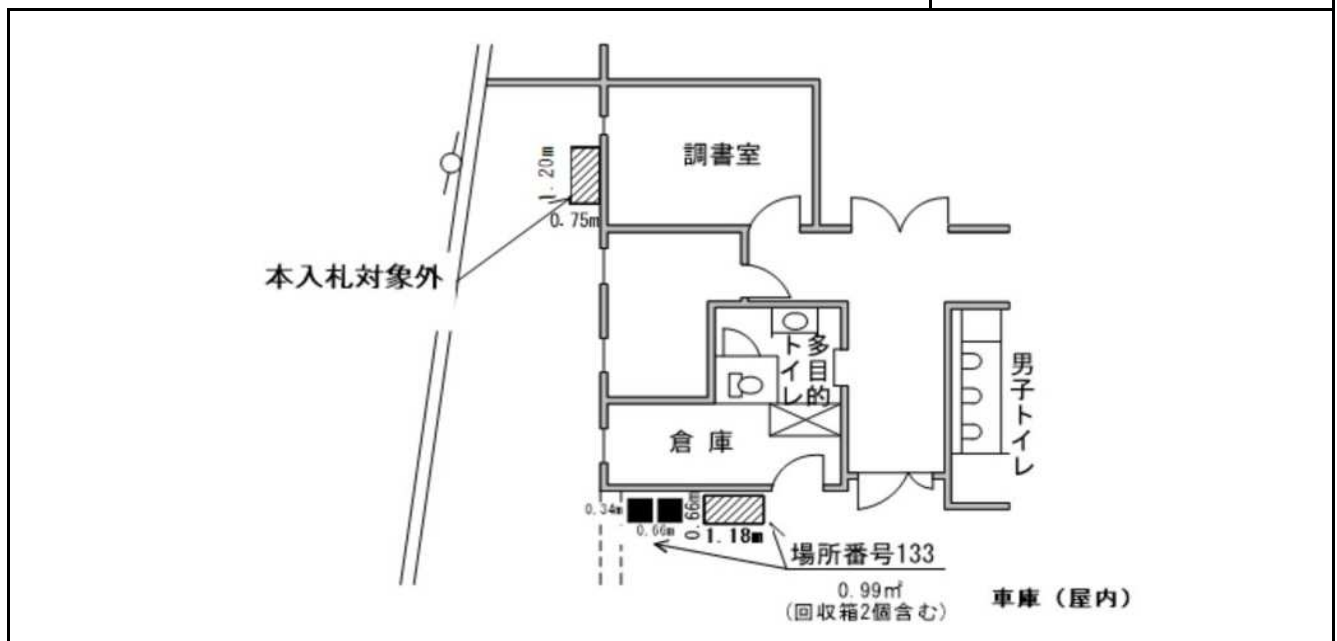 調書室
1.20m
0.75m
本入札対象外
多目的
トイレ
男子トイレ
倉庫
0.34m
0.66m
0.66m
1.18m
場所番号133
0.99㎡
(回収箱2個含む)
車庫（屋内）